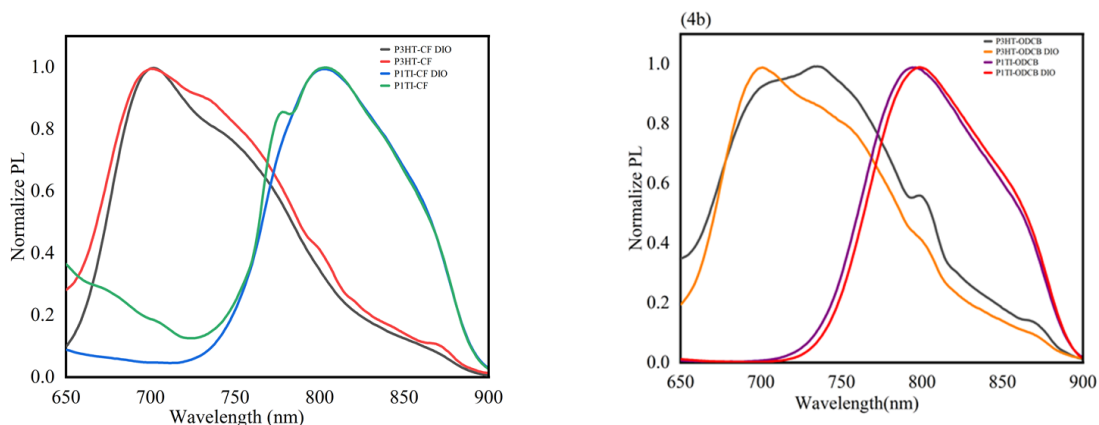 P3HT-CF DIO
P3HT-CF
P1TI-CF DIO
P1TI-CF
1.0
0.8
0.6
0.4
0.2
0.0
Normalize PL
650 700 750 800 850 900
Wavelength (nm)
(4b)
P3HT-ODCB
P3HT-ODCB DIO
P1TI-ODCB
P1TI-ODCB DIO
1.0
0.8
0.6
0.4
0.2
0.0
Normalize PL
650 700 750 800 850 900
Wavelength(nm)